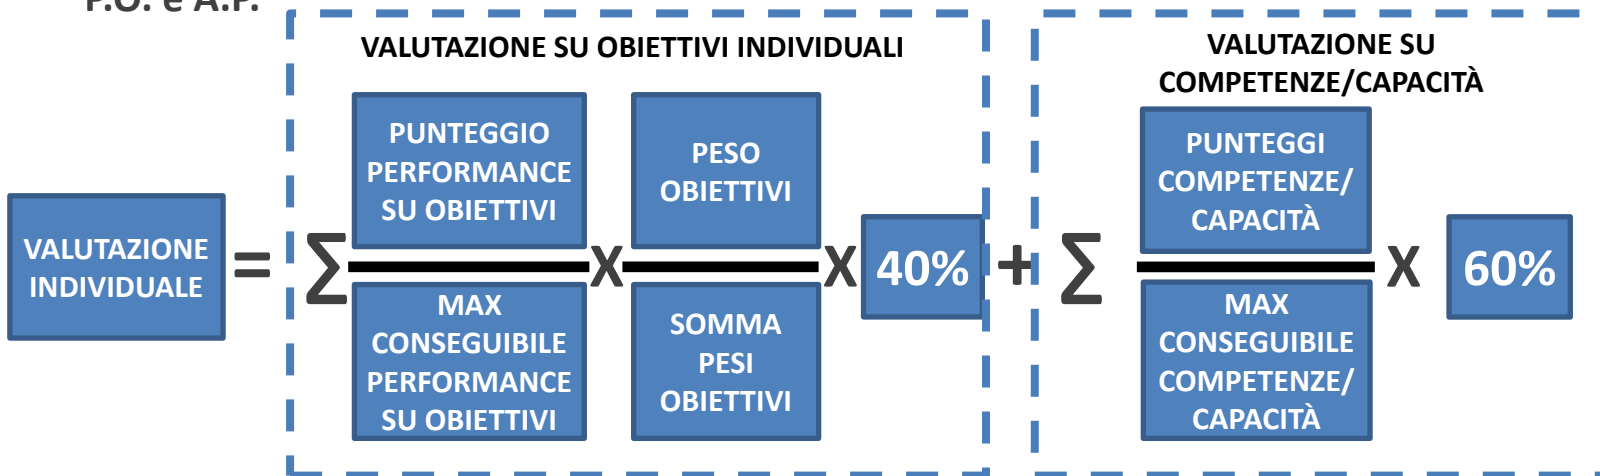 P.O. e A.P.
VALUTAZIONE SU OBIETTIVI INDIVIDUALI
VALUTAZIONE SU
COMPETENZE/CAPACITÀ
VALUTAZIONE
INDIVIDUALE
=
∑
PUNTEGGIO
PERFORMANCE
SU OBIETTIVI
MAX
CONSEGUIBILE
PERFORMANCE
SU OBIETTIVI
X
PESO
OBIETTIVI
SOMMA
PESI
OBIETTIVI
X
40%
+
∑
PUNTEGGI
COMPETENZE/
CAPACITÀ
MAX
CONSEGUIBILE
COMPETENZE/
CAPACITÀ
X
60%